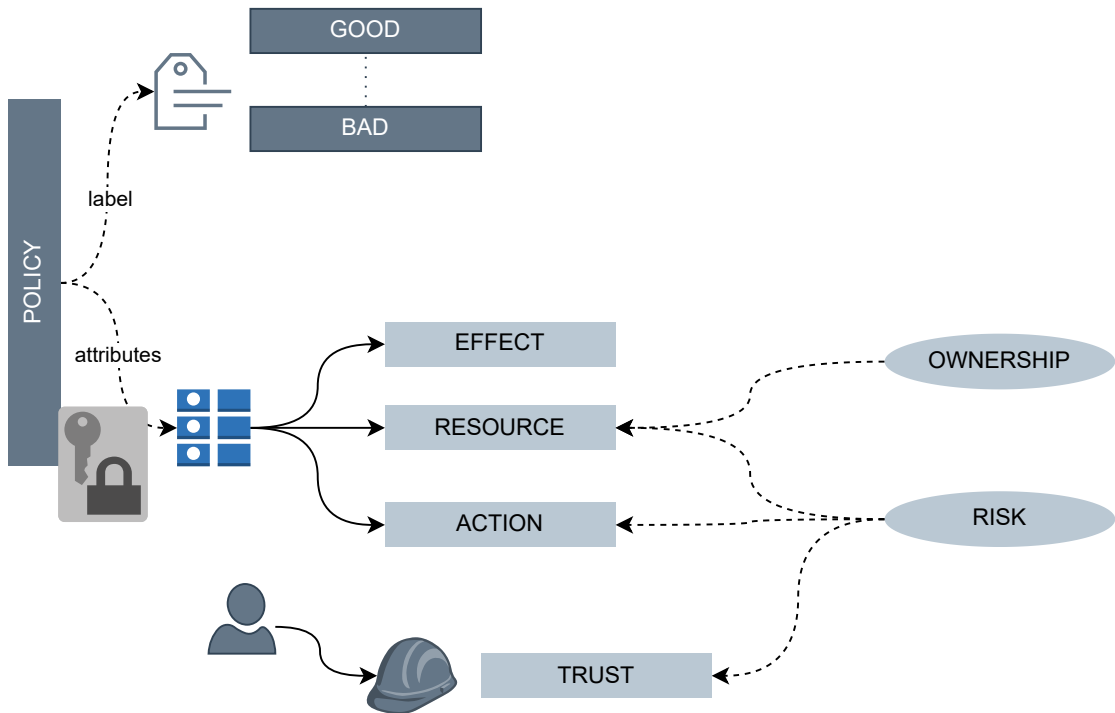 GOOD
BAD
label
POLICY
attributes
EFFECT
OWNERSHIP
RESOURCE
ACTION
RISK
TRUST